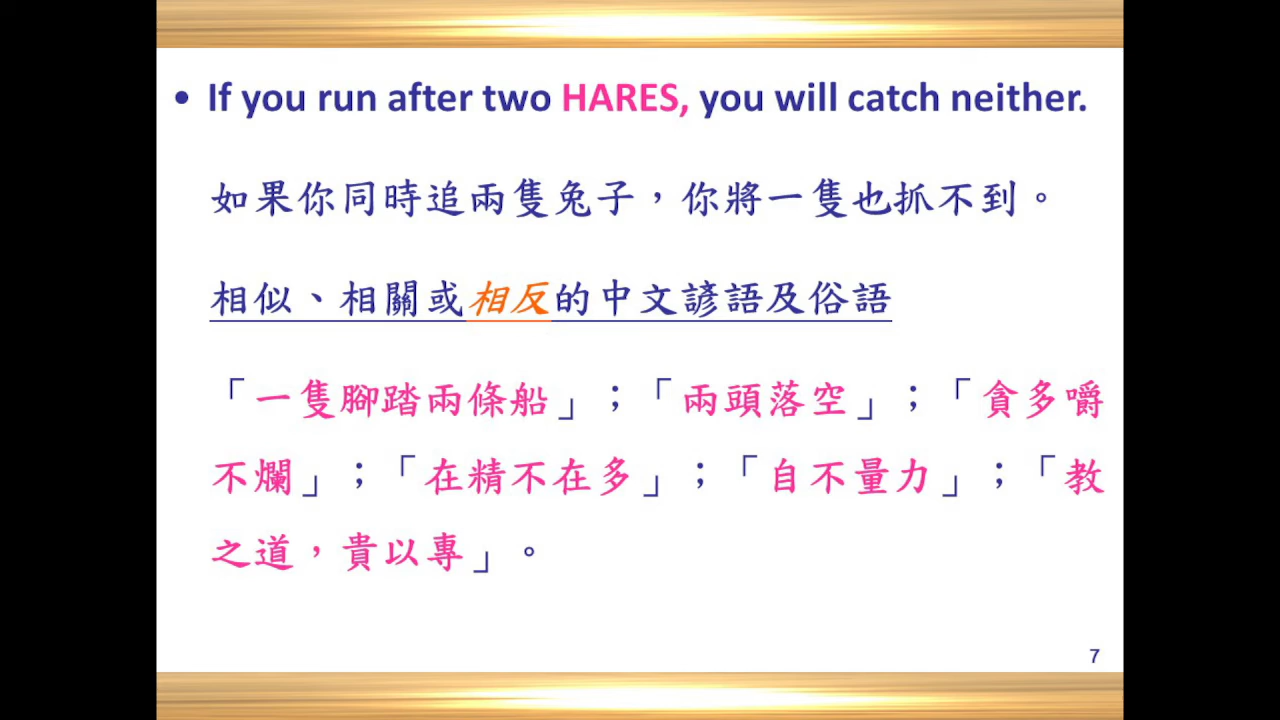 • If you run after two HARES, you will catch neither.
如果你同時追兩隻兔子，你將一隻也抓不到。
相似、相關或相反的中文諺語及俗語
「一隻腳踏兩條船」；「兩頭落空」；「貪多嚼
不爛」；「在精不在多」；「自不量力」；「教
之道，貴以專」。
7